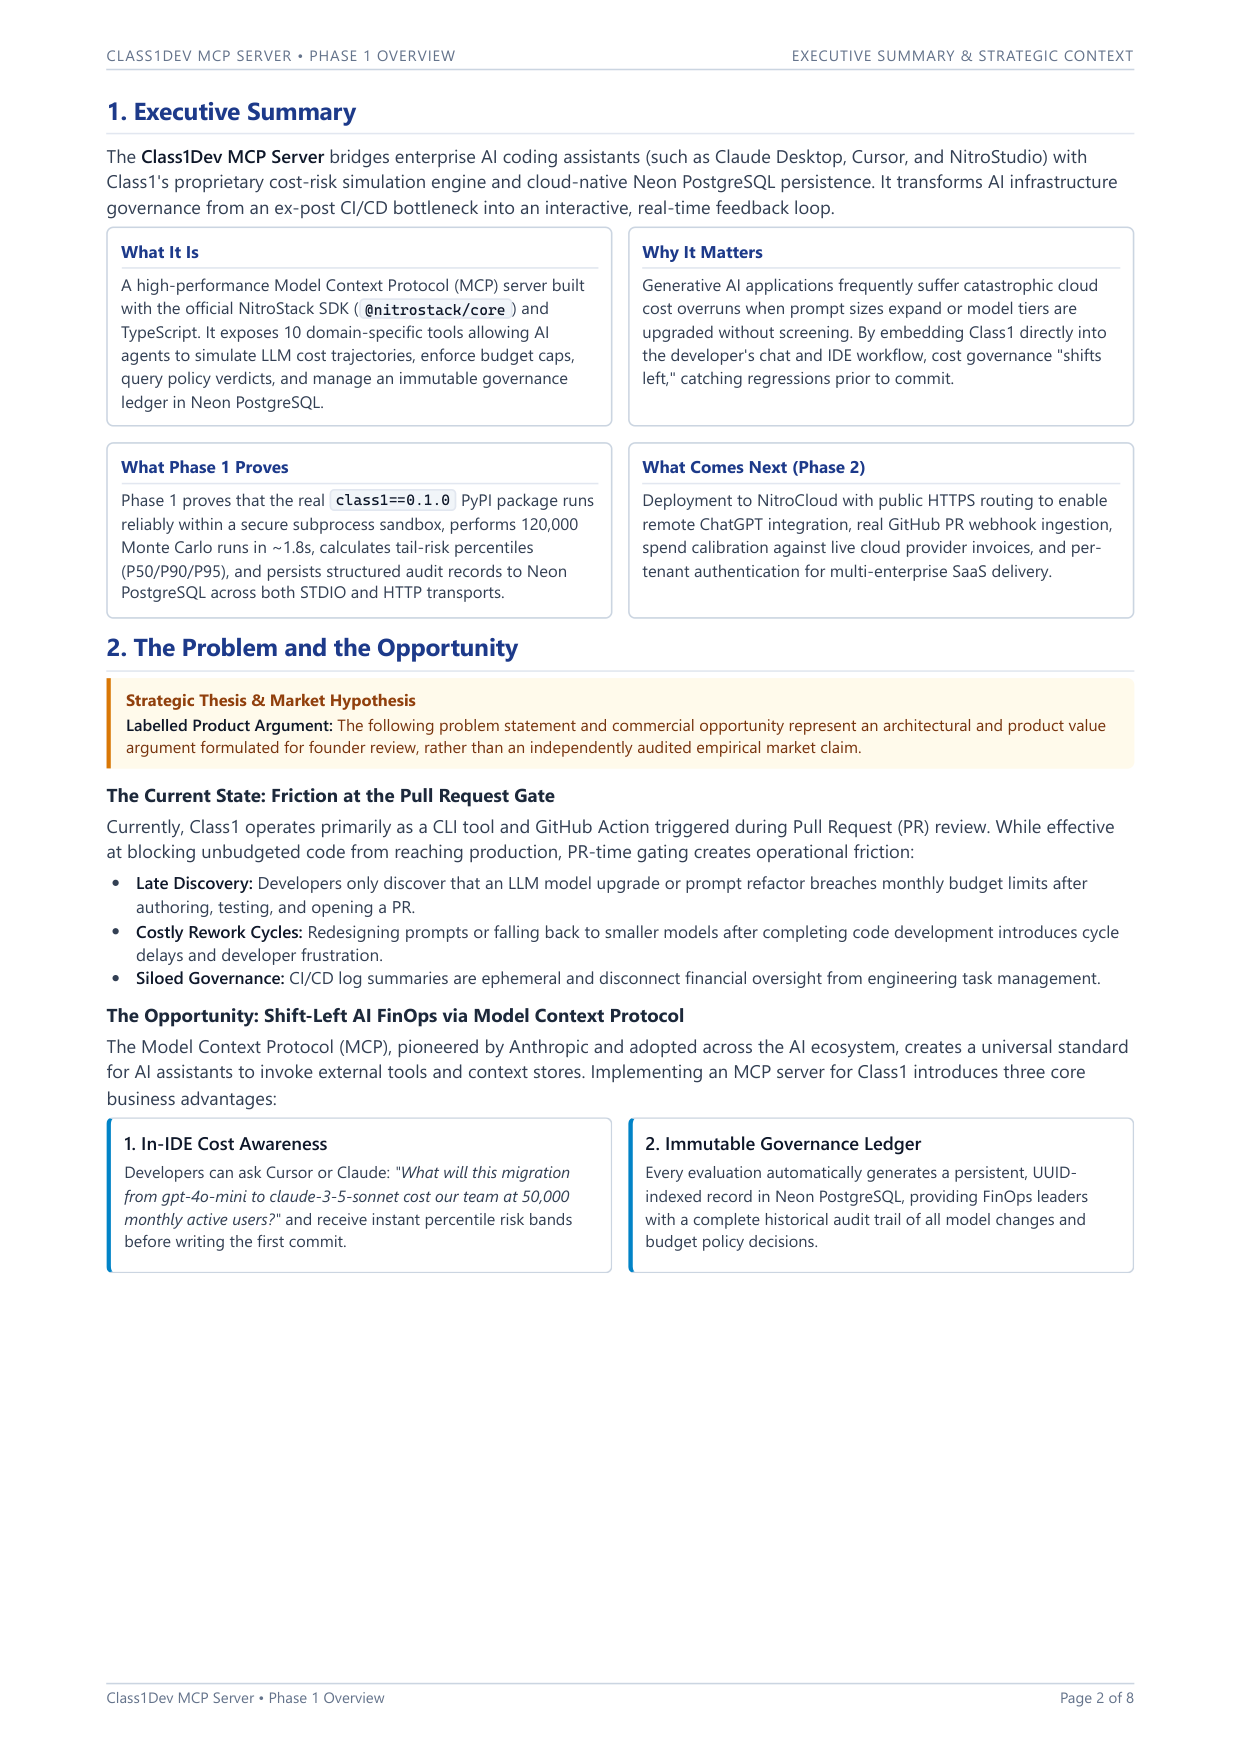 CLASS1DEV MCP SERVER • PHASE 1 OVERVIEW
EXECUTIVE SUMMARY & STRATEGIC CONTEXT
1. Executive Summary
The Class1Dev MCP Server bridges enterprise AI coding assistants (such as Claude Desktop, Cursor, and NitroStudio) with
Class1's proprietary cost-risk simulation engine and cloud-native Neon PostgreSQL persistence. It transforms AI infrastructure
governance from an ex-post CI/CD bottleneck into an interactive, real-time feedback loop.
What It Is
A high-performance Model Context Protocol (MCP) server built
with the official NitroStack SDK (@nitrostack/core) and
TypeScript. It exposes 10 domain-specific tools allowing AI
agents to simulate LLM cost trajectories, enforce budget caps,
query policy verdicts, and manage an immutable governance
ledger in Neon PostgreSQL.
Why It Matters
Generative AI applications frequently suffer catastrophic cloud
cost overruns when prompt sizes expand or model tiers are
upgraded without screening. By embedding Class1 directly into
the developer's chat and IDE workflow, cost governance "shifts
left," catching regressions prior to commit.
What Phase 1 Proves
Phase 1 proves that the real class1==0.1.0 PyPI package runs
reliably within a secure subprocess sandbox, performs 120,000
Monte Carlo runs in ~1.8s, calculates tail-risk percentiles
(P50/P90/P95), and persists structured audit records to Neon
PostgreSQL across both STDIO and HTTP transports.
What Comes Next (Phase 2)
Deployment to NitroCloud with public HTTPS routing to enable
remote ChatGPT integration, real GitHub PR webhook ingestion,
spend calibration against live cloud provider invoices, and per-
tenant authentication for multi-enterprise SaaS delivery.
2. The Problem and the Opportunity
Strategic Thesis & Market Hypothesis
Labelled Product Argument: The following problem statement and commercial opportunity represent an architectural and product value
argument formulated for founder review, rather than an independently audited empirical market claim.
The Current State: Friction at the Pull Request Gate
Currently, Class1 operates primarily as a CLI tool and GitHub Action triggered during Pull Request (PR) review. While effective
at blocking unbudgeted code from reaching production, PR-time gating creates operational friction:
• Late Discovery: Developers only discover that an LLM model upgrade or prompt refactor breaches monthly budget limits after
authoring, testing, and opening a PR.
• Costly Rework Cycles: Redesigning prompts or falling back to smaller models after completing code development introduces cycle
delays and developer frustration.
• Siloed Governance: CI/CD log summaries are ephemeral and disconnect financial oversight from engineering task management.
The Opportunity: Shift-Left AI FinOps via Model Context Protocol
The Model Context Protocol (MCP), pioneered by Anthropic and adopted across the AI ecosystem, creates a universal standard
for AI assistants to invoke external tools and context stores. Implementing an MCP server for Class1 introduces three core
business advantages:
1. In-IDE Cost Awareness
Developers can ask Cursor or Claude: "What will this migration
from gpt-4o-mini to claude-3-5-sonnet cost our team at 50,000
monthly active users?" and receive instant percentile risk bands
before writing the first commit.
2. Immutable Governance Ledger
Every evaluation automatically generates a persistent, UUID-
indexed record in Neon PostgreSQL, providing FinOps leaders
with a complete historical audit trail of all model changes and
budget policy decisions.
Class1Dev MCP Server • Phase 1 Overview
Page 2 of 8